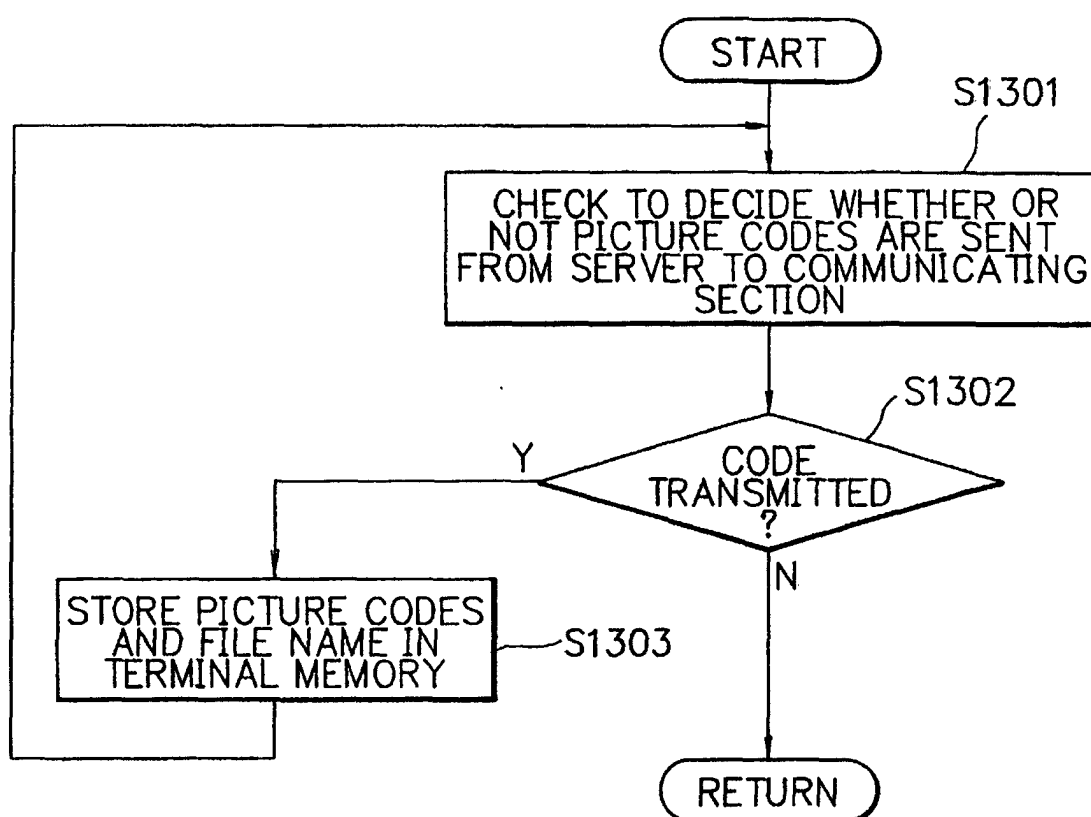 START
S1301
CHECK TO DECIDE WHETHER OR
NOT PICTURE CODES ARE SENT
FROM SERVER TO COMMUNICATING
SECTION
S1302
CODE
TRANSMITTED
?
Y
N
STORE PICTURE CODES
AND FILE NAME IN
TERMINAL MEMORY
S1303
RETURN